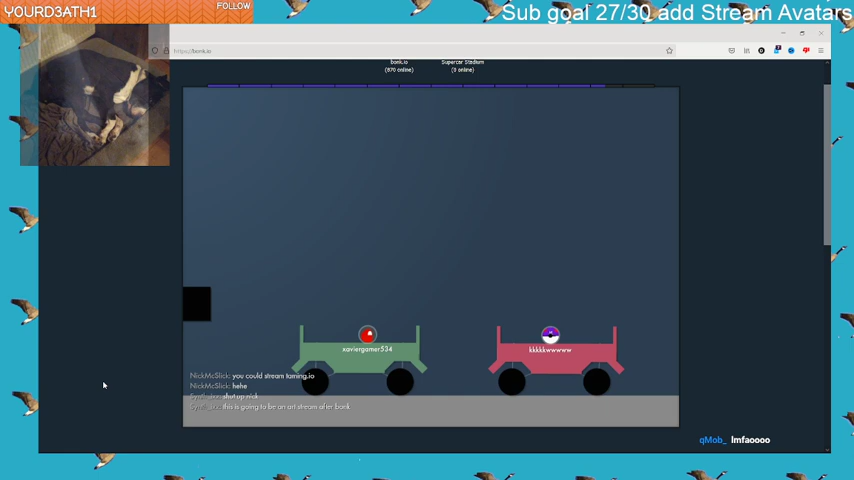 YOURD3ATH1
FOLLOW
Sub goal 27/30 add Stream Avatars
https://bonk.io
bonk.io
(870 online)
Supercar Stadium
(3 online)
xaviergamer534
kkkkkwwwww
NickMcSlick: you could stream taming.io
NickMcSlick: hehe
shut up nick
this is going to be an art stream after bonk
qMob_ lmfaoooo